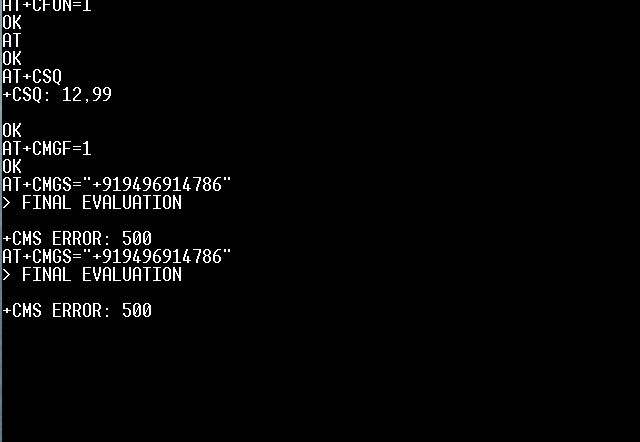 AT+CFUN=1
OK
AT
OK
AT+CSQ
+CSQ: 12,99
OK
AT+CMGF=1
OK
AT+CMGS="+919496914786"
> FINAL EVALUATION
+CMS ERROR: 500
AT+CMGS="+919496914786"
> FINAL EVALUATION
+CMS ERROR: 500